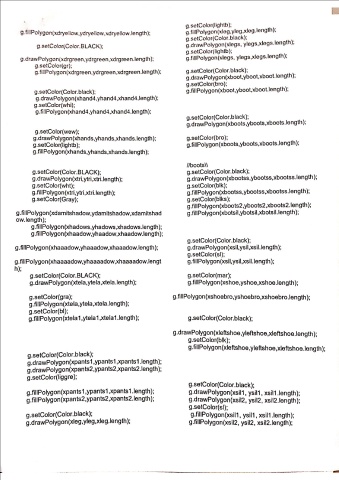 g.fillPolygon(xdryellow,ydryellow,xdryellow.length);
g.setColor(Color.BLACK);
g.drawPolygon(xdrgreen,ydrgreen,xdrgreen.length);
g.setColor(gr);
g.fillPolygon(xdrgreen,ydrgreen,xdrgreen.length);
g.setColor(Color.black);
g.drawPolygon(xhand4,yhand4,xhand4.length);
g.setColor(whi);
g.fillPolygon(xhand4,yhand4,xhand4.length);
g.setColor(wew);
g.drawPolygon(xhands,yhands,xhands.length);
g.setColor(lightb);
g.fillPolygon(xhands,yhands,xhands.length);
g.setColor(Color.BLACK);
g.drawPolygon(xtri,ytri,xtri.length);
g.setColor(whi);
g.fillPolygon(xtri,ytri,xtri.length);
g.setColor(Gray);
g.fillPolygon(xdamitshadow,ydamitshadow,xdamitshad
ow.length);
g.fillPolygon(xhadows,yhadows,xhadows.length);
g.fillPolygon(xhaadow,yhaadow,xhaadow.length);
g.fillPolygon(xhaaadow,yhaaadow,xhaaadow.length);
g.fillPolygon(xhaaaadow,yhaaaadow,xhaaaadow.lengt
h);
g.setColor(Color.BLACK);
g.drawPolygon(xtela,ytela,xtela.length);
g.setColor(gra);
g.fillPolygon(xtela,ytela,xtela.length);
g.setColor(bl);
g.fillPolygon(xtela1,ytela1,xtela1.length);
g.setColor(Color.black);
g.drawPolygon(xpants1,ypants1,xpants1.length);
g.drawPolygon(xpants2,ypants2,xpants2.length);
g.setColor(liggre);
g.fillPolygon(xpants1,ypants1,xpants1.length);
g.fillPolygon(xpants2,ypants2,xpants2.length);
g.setColor(Color.black);
g.drawPolygon(xleg,yleg,xleg.length);
g.setColor(lightb);
g.fillPolygon(xleg,yleg,xleg.length);
g.setColor(Color.black);
g.drawPolygon(xlegs, ylegs,xlegs.length);
g.setColor(lightb);
g.fillPolygon(xlegs, ylegs,xlegs.length);
g.setColor(Color.black);
g.drawPolygon(xboot,yboot,xboot.length);
g.setColor(bro);
g.fillPolygon(xboot,yboot,xboot.length);
g.setColor(Color.black);
g.drawPolygon(xboots,yboots,xboots.length);
g.setColor(bro);
g.fillPolygon(xboots,yboots,xboots.length);
//boots\\
g.setColor(Color.black);
g.drawPolygon(xbootss,ybootss,xbootss.length);
g.setColor(blk);
g.fillPolygon(xbootss,ybootss,xbootss.length);
g.setColor(blks);
g.fillPolygon(xboots2,yboots2,xboots2.length);
g.fillPolygon(xbotsil,ybotsil,xbotsil.length);
g.setColor(Color.black);
g.drawPolygon(xsil,ysil,xsil.length);
g.setColor(sl);
g.fillPolygon(xsil,ysil,xsil.length);
g.setColor(mar);
g.fillPolygon(xshoe,yshoe,xshoe.length);
g.fillPolygon(xshoebro,yshoebro,xshoebro.length);
g.setColor(Color.black);
g.drawPolygon(xleftshoe,yleftshoe,xleftshoe.length);
g.setColor(blk);
g.fillPolygon(xleftshoe,yleftshoe,xleftshoe.length);
g.setColor(Color.black);
g.drawPolygon(xsil1, ysil1, xsil1.length);
g.drawPolygon(xsil2, ysil2, xsil2.length);
g.setColor(sl);
g.fillPolygon(xsil1, ysil1, xsil1.length);
g.fillPolygon(xsil2, ysil2, xsil2.length);